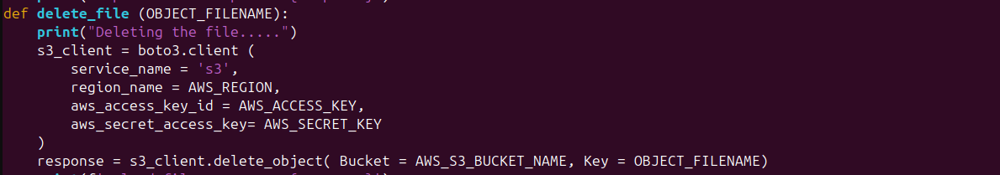 def delete_file (OBJECT_FILENAME):
    print("Deleting the file.....")
    s3_client = boto3.client (
        service_name = 's3',
        region_name = AWS_REGION,
        aws_access_key_id = AWS_ACCESS_KEY,
        aws_secret_access_key= AWS_SECRET_KEY
    )
    response = s3_client.delete_object( Bucket = AWS_S3_BUCKET_NAME, Key = OBJECT_FILENAME)